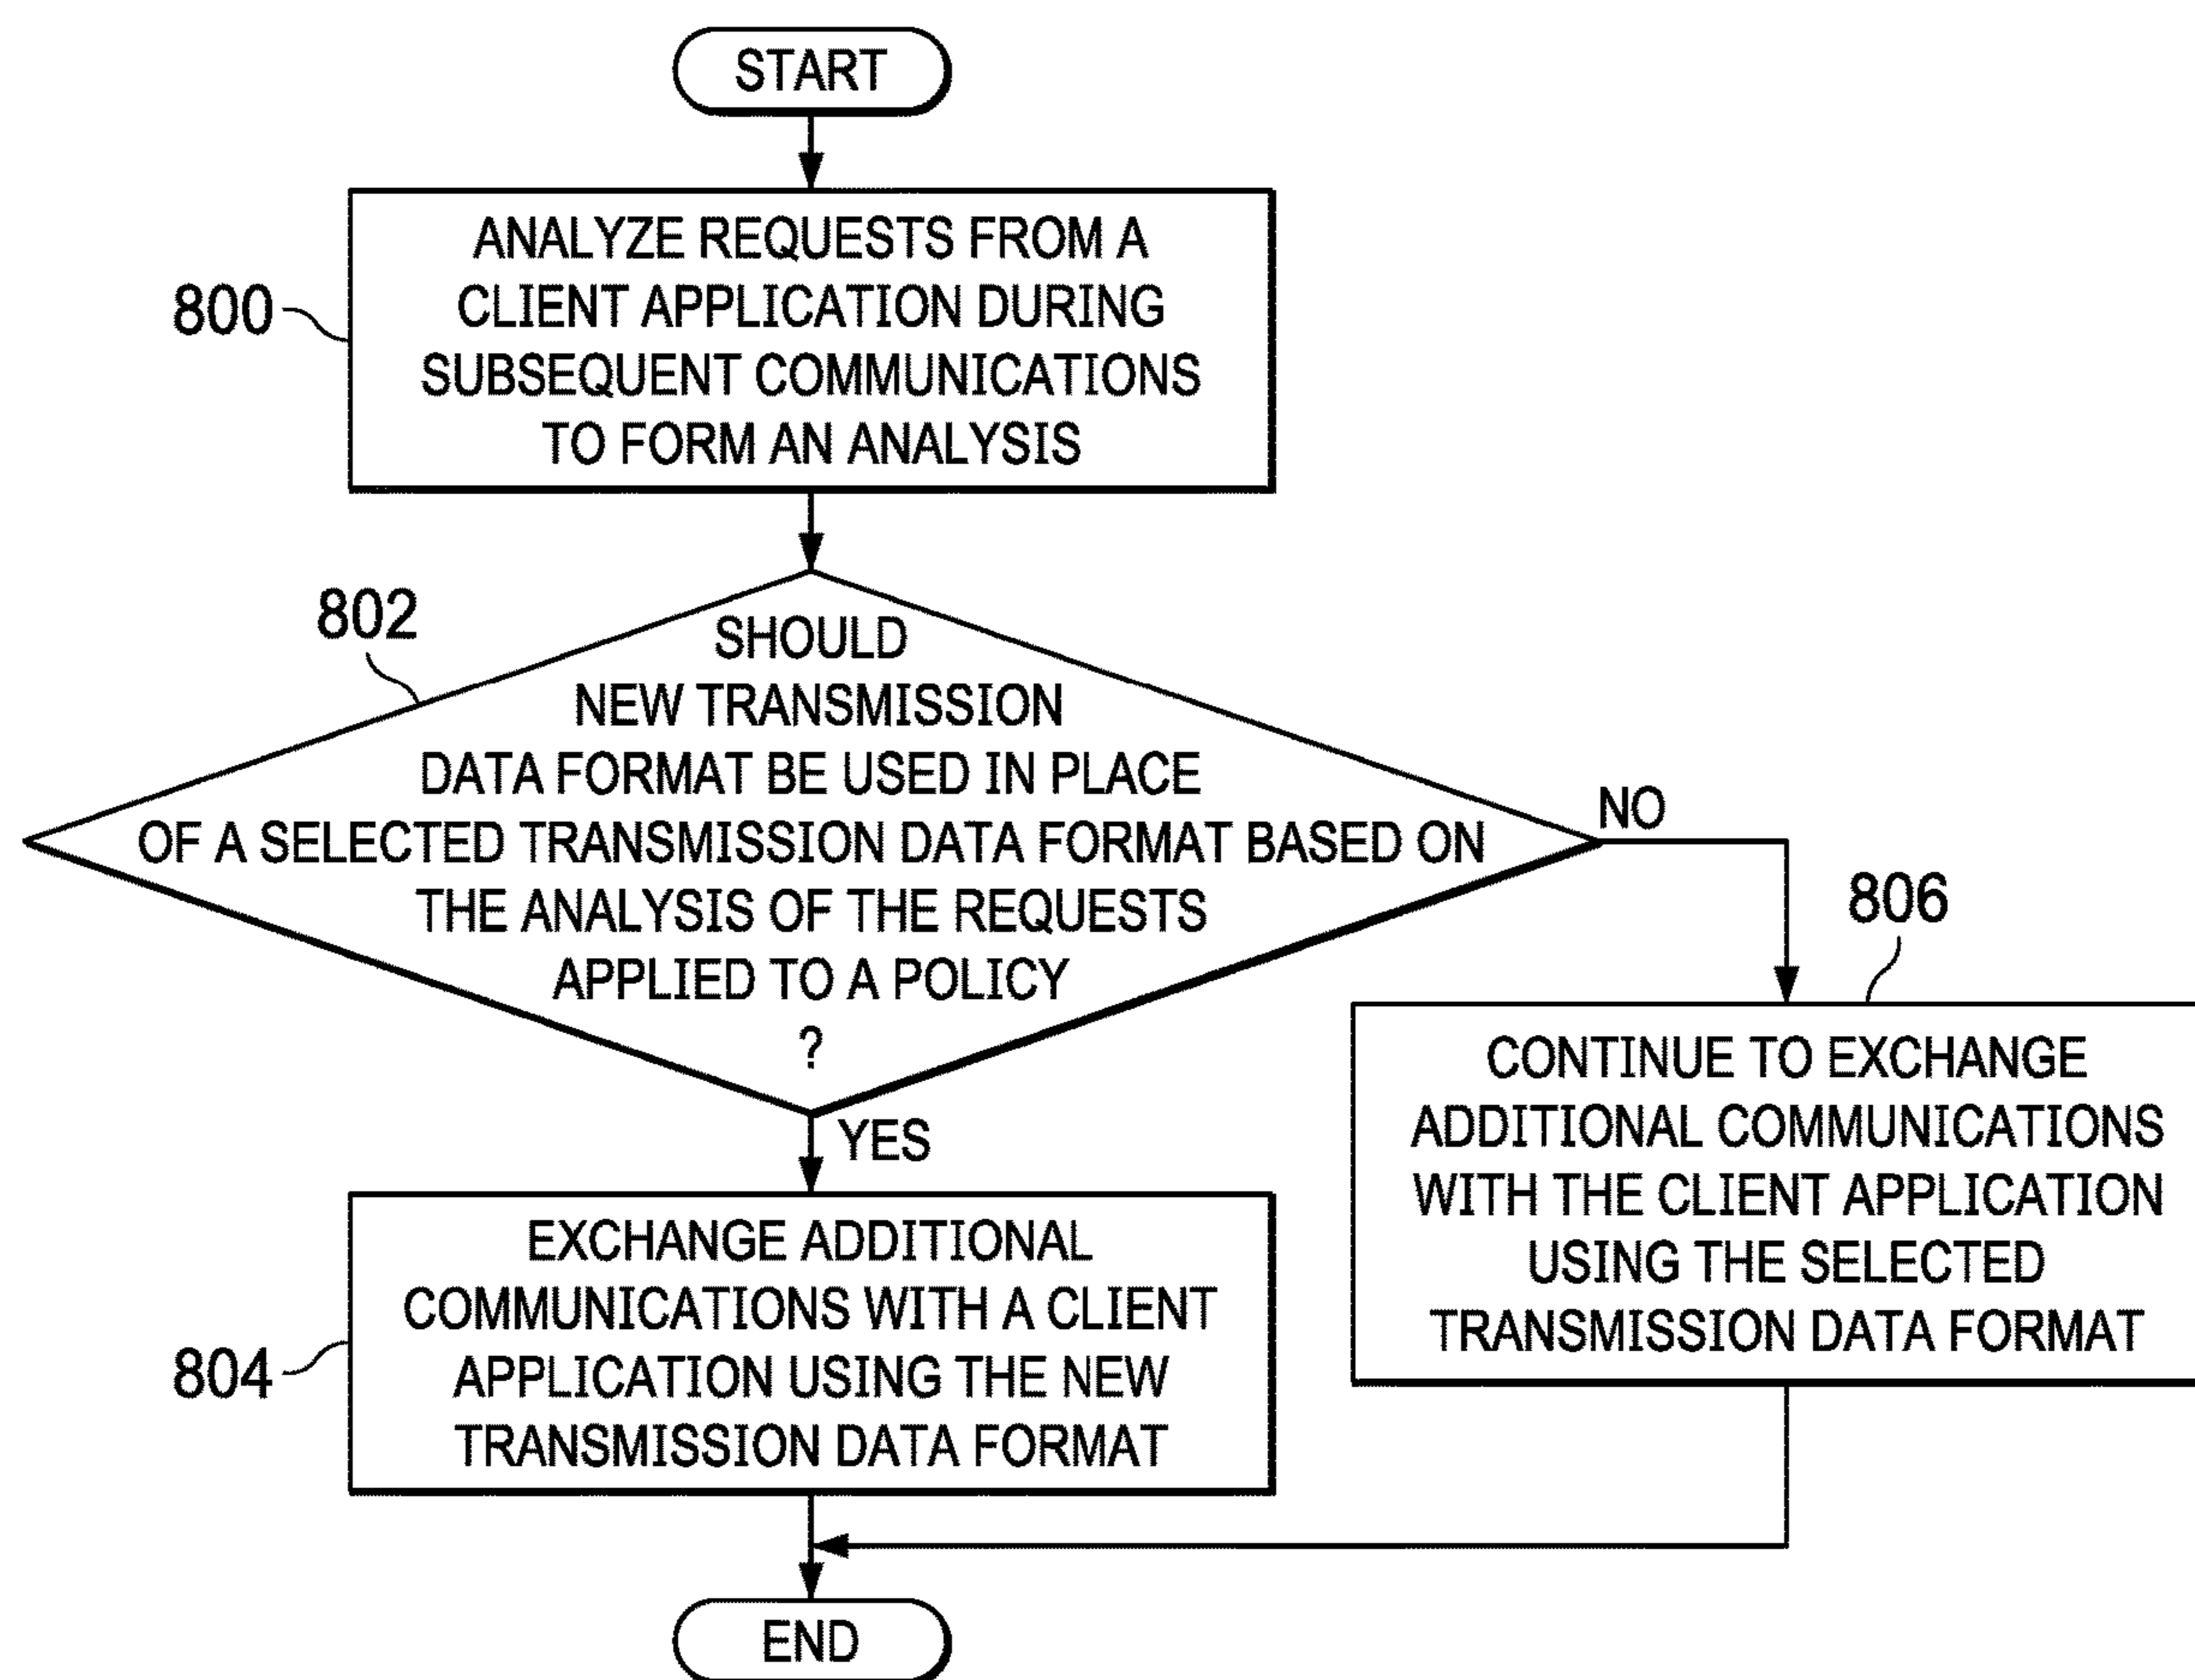 START
800
ANALYZE REQUESTS FROM A
CLIENT APPLICATION DURING
SUBSEQUENT COMMUNICATIONS
TO FORM AN ANALYSIS
802
SHOULD
NEW TRANSMISSION
DATA FORMAT BE USED IN PLACE
OF A SELECTED TRANSMISSION DATA FORMAT BASED ON
THE ANALYSIS OF THE REQUESTS
APPLIED TO A POLICY
?
NO
806
CONTINUE TO EXCHANGE
ADDITIONAL COMMUNICATIONS
WITH THE CLIENT APPLICATION
USING THE SELECTED
TRANSMISSION DATA FORMAT
YES
804
EXCHANGE ADDITIONAL
COMMUNICATIONS WITH A CLIENT
APPLICATION USING THE NEW
TRANSMISSION DATA FORMAT
END